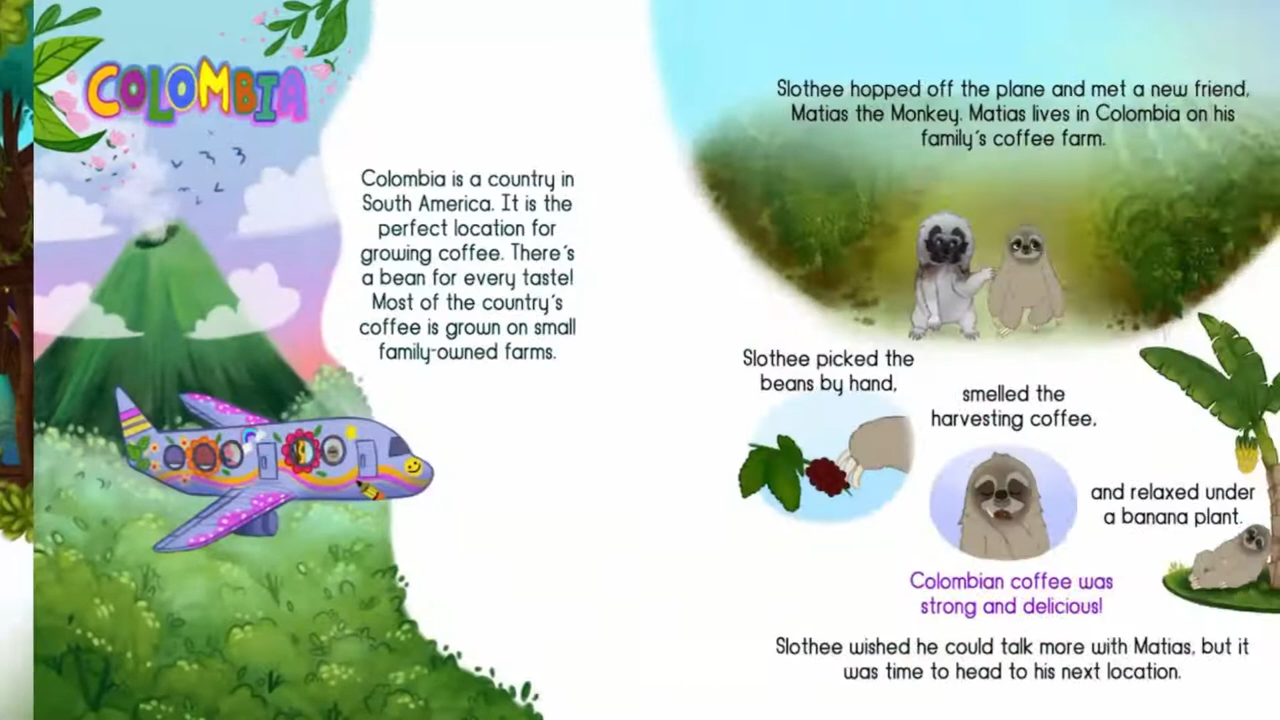 COLOMBIA
Colombia is a country in
South America. It is the
perfect location for
growing coffee. There's
a bean for every taste!
Most of the country's
coffee is grown on small
family-owned farms.
Slothee hopped off the plane and met a new friend,
Matias the Monkey. Matias lives in Colombia on his
family's coffee farm.
Slothee picked the
beans by hand,
smelled the
harvesting coffee,
and relaxed under
a banana plant.
Colombian coffee was
strong and delicious!
Slothee wished he could talk more with Matias, but it
was time to head to his next location.